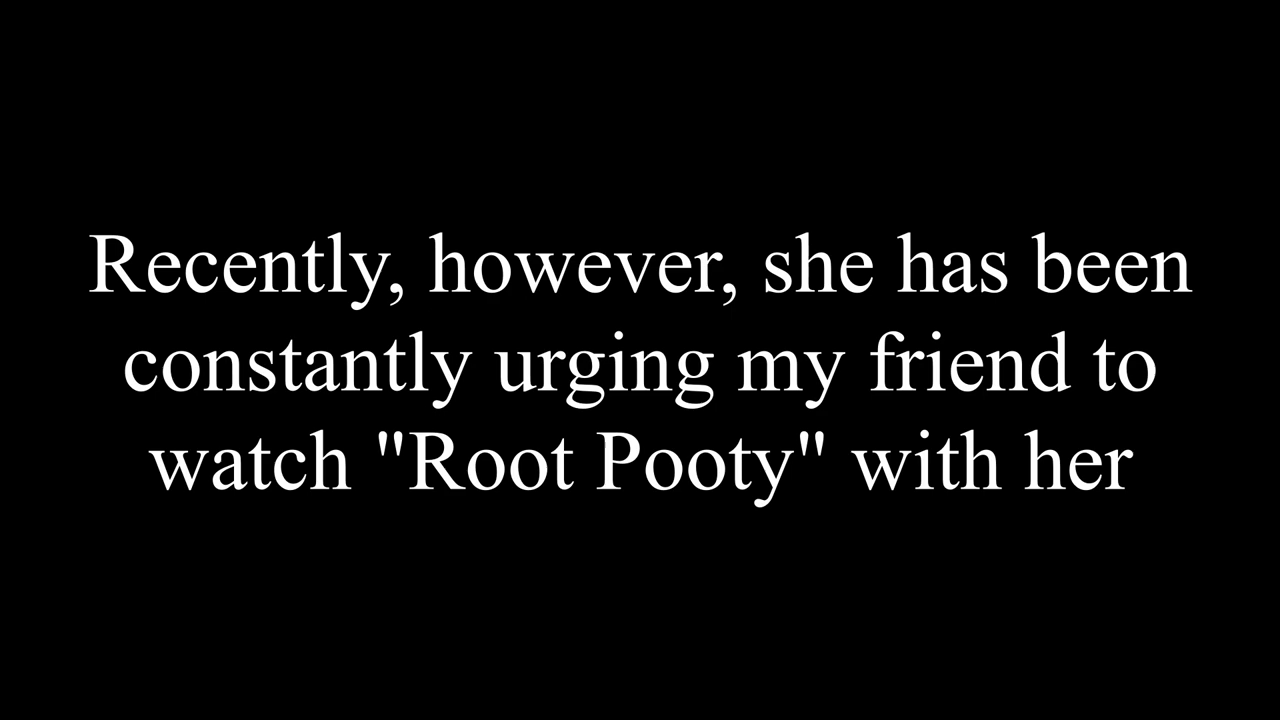 Recently, however, she has been
constantly urging my friend to
watch "Root Pooty" with her